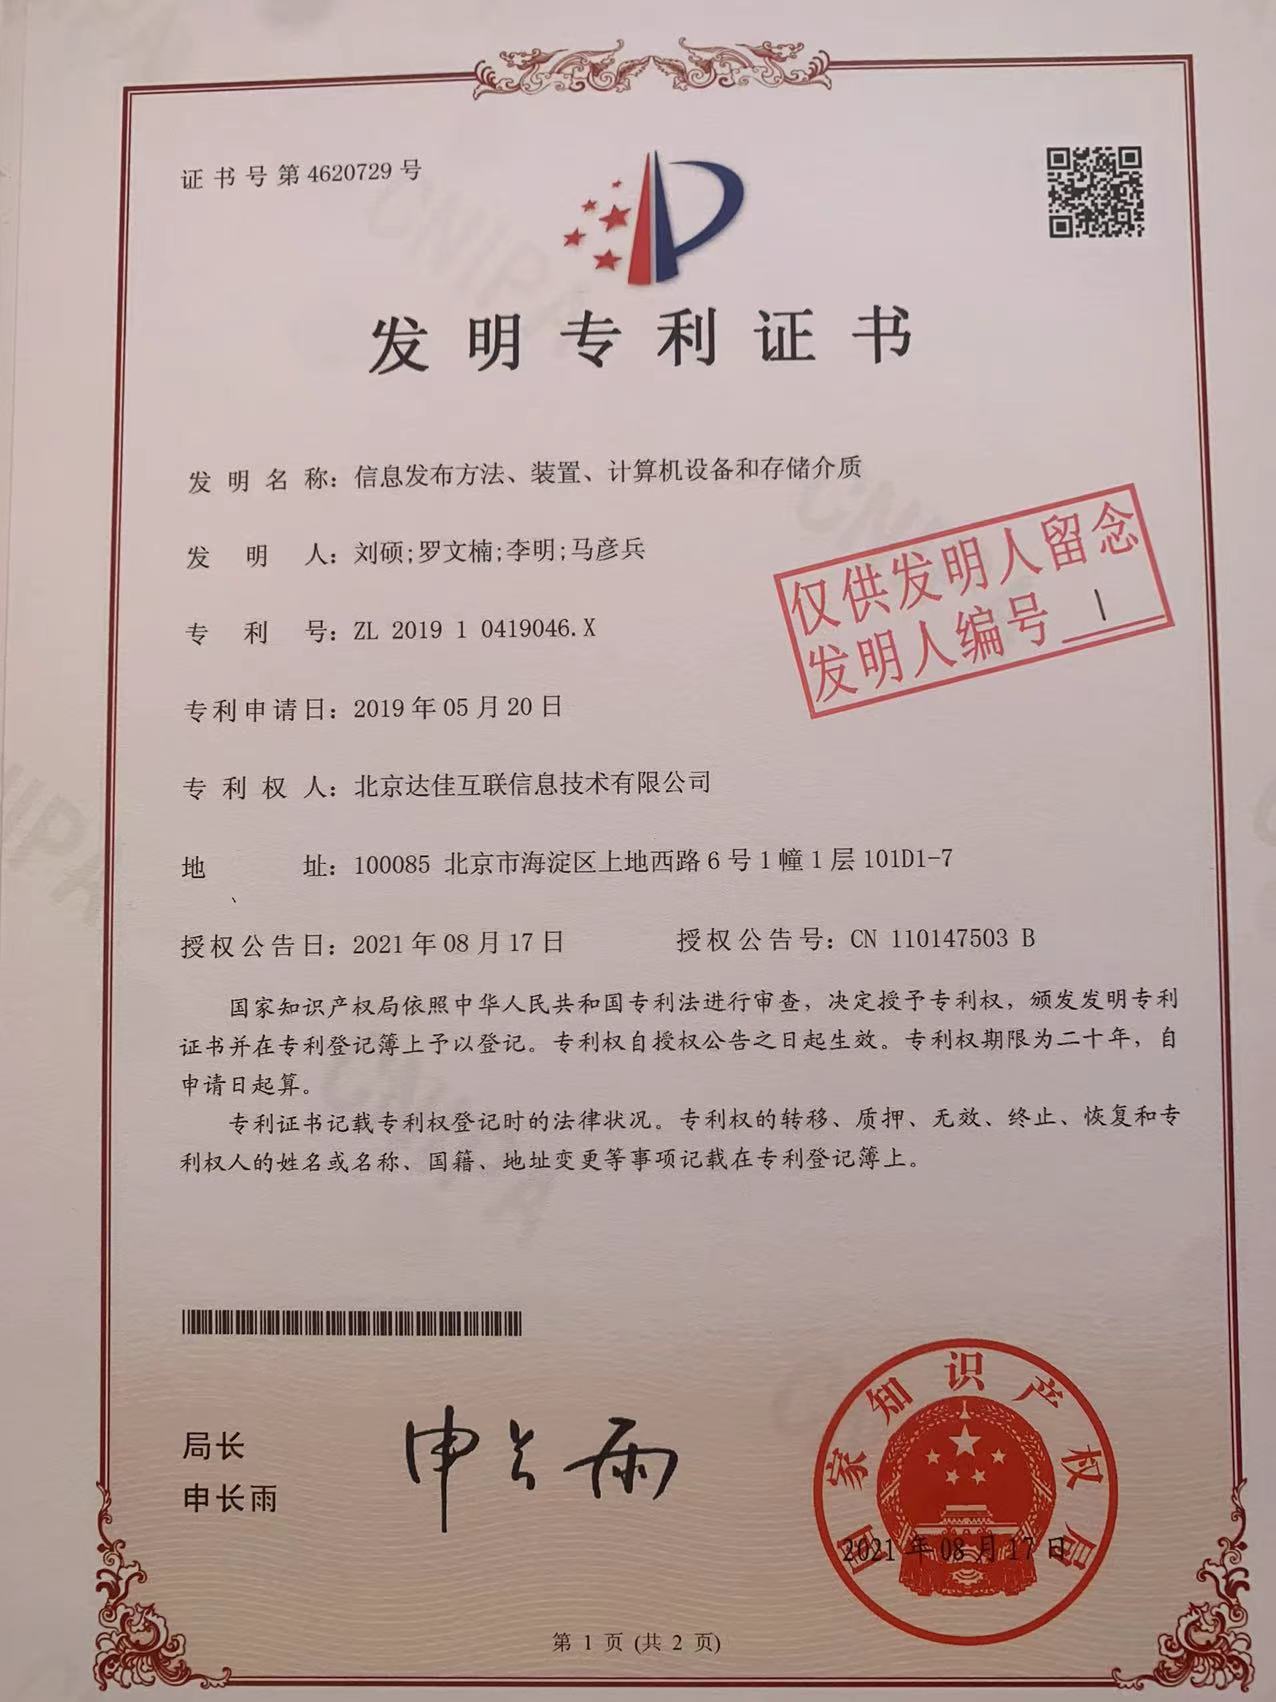 证书号第4620729号
发明专利证书
发明名称：信息发布方法、装置、计算机设备和存储介质
发明人：刘硕;罗文楠;李明;马彦兵
仅供发明人留念
发明人编号 1
专利号：ZL 2019 1 0419046.X
专利申请日：2019年05月20日
专利权人：北京达佳互联信息技术有限公司
地址：100085 北京市海淀区上地西路6号1幢1层101D1-7
授权公告日：2021年08月17日 授权公告号：CN 110147503 B
国家知识产权局依照中华人民共和国专利法进行审查，决定授予专利权，颁发发明专利
证书并在专利登记簿上予以登记。专利权自授权公告之日起生效。专利权期限为二十年，自
申请日起算。
专利证书记载专利权登记时的法律状况。专利权的转移、质押、无效、终止、恢复和专
利权人的姓名或名称、国籍、地址变更等事项记载在专利登记簿上。
局长
申长雨
申长雨
国家知识产权局
2021年08月17日
第 1 页 (共 2 页)
CNIPA
CNIPA
CNIPA